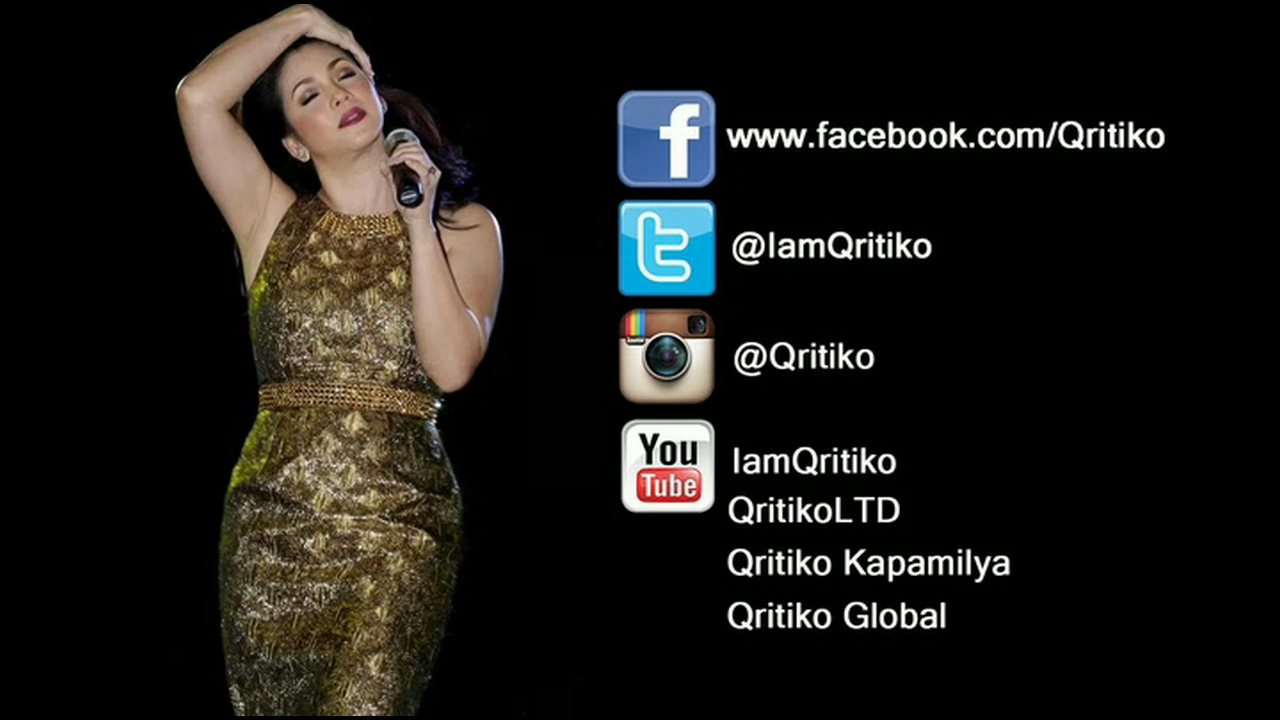 www.facebook.com/Qritiko
@IamQritiko
@Qritiko
You
Tube
IamQritiko
QritikoLTD
Qritiko Kapamilya
Qritiko Global